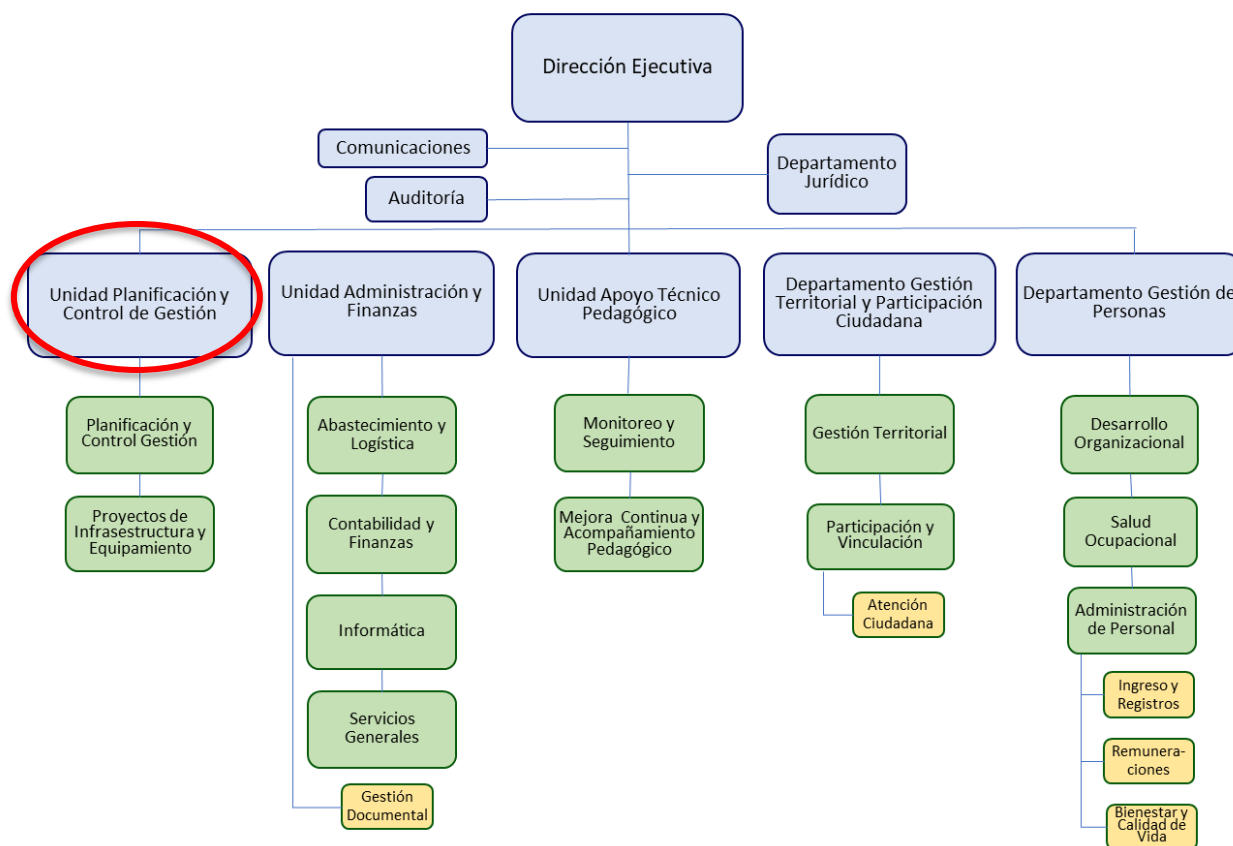 Dirección Ejecutiva
Comunicaciones
Departamento
Jurídico
Auditoría
Unidad Planificación y
Control de Gestión
Unidad Administración y
Finanzas
Unidad Apoyo Técnico
Pedagógico
Departamento Gestión
Territorial y Participación
Ciudadana
Departamento Gestión de
Personas
Planificación y
Control Gestión
Proyectos de
Infrasestructura y
Equipamiento
Abastecimiento y
Logística
Contabilidad y
Finanzas
Informática
Servicios
Generales
Gestión
Documental
Monitoreo y
Seguimiento
Mejora Continua y
Acompañamiento
Pedagógico
Gestión Territorial
Participación y
Vinculación
Atención
Ciudadana
Desarrollo
Organizacional
Salud
Ocupacional
Administración
de Personal
Ingreso y
Registros
Remunera-
ciones
Bienestar y
Calidad de
Vida